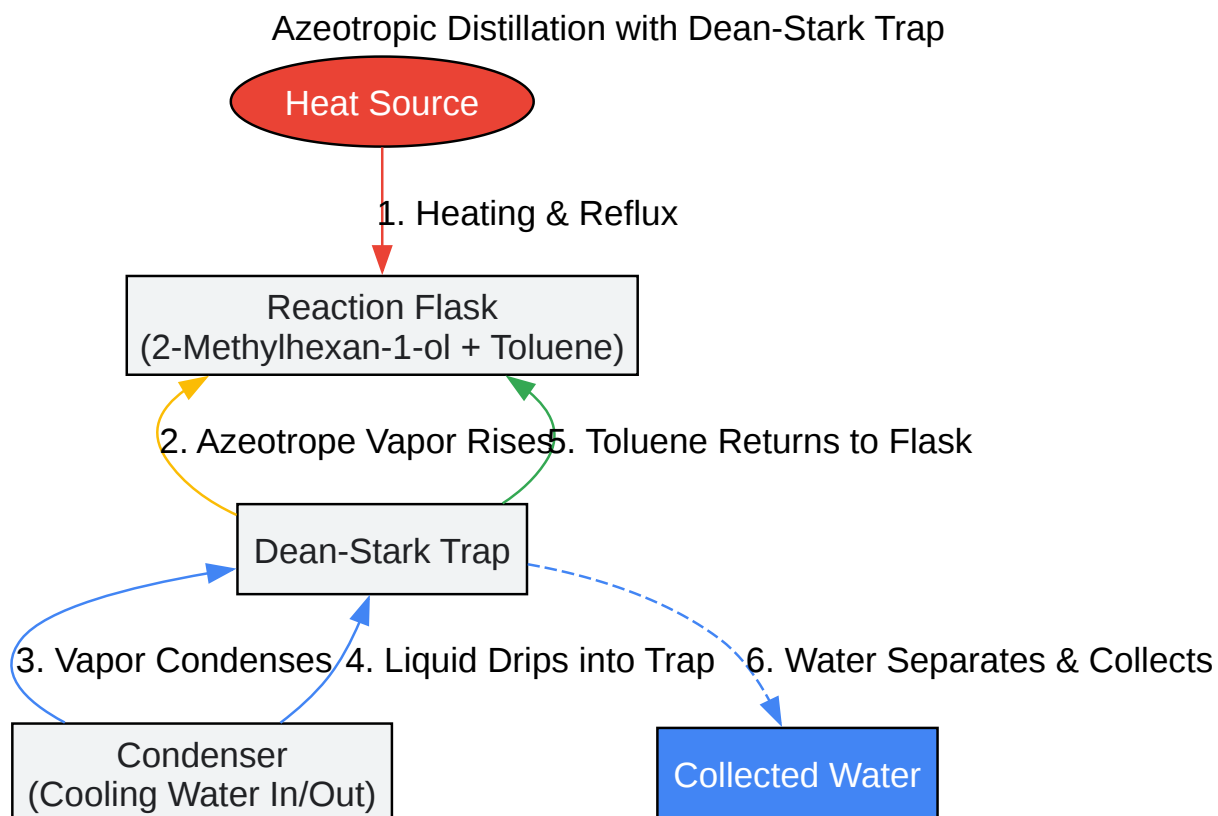 Azeotropic Distillation with Dean-Stark Trap
Heat Source
1. Heating & Reflux
Reaction Flask
(2-Methylhexan-1-ol + Toluene)
2. Azeotrope Vapor Rises
5. Toluene Returns to Flask
Dean-Stark Trap
3. Vapor Condenses
4. Liquid Drips into Trap
6. Water Separates & Collects
Condenser
(Cooling Water In/Out)
Collected Water